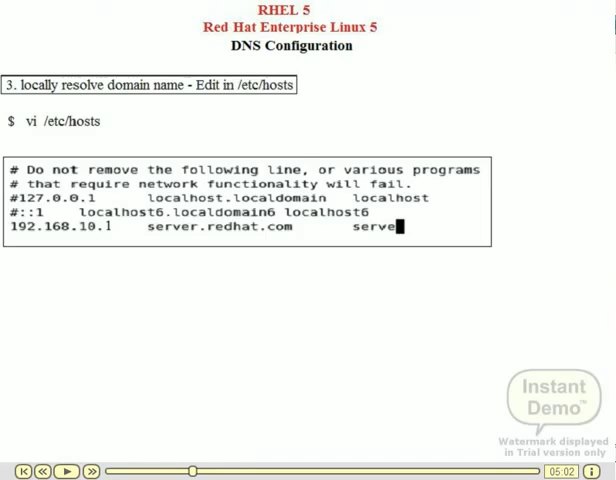 RHEL 5
Red Hat Enterprise Linux 5
DNS Configuration
3. locally resolve domain name - Edit in /etc/hosts
$ vi /etc/hosts
# Do not remove the following line, or various programs
# that require network functionality will fail.
#127.0.0.1 localhost.localdomain localhost
#::1 localhost6.localdomain6 localhost6
192.168.10.1 server.redhat.com serve
Instant
Demo™
Watermark displayed
in Trial version only
05:02